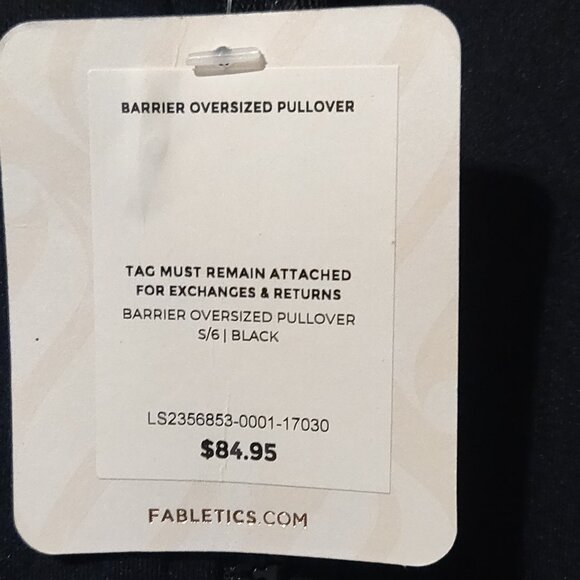 BARRIER OVERSIZED PULLOVER
TAG MUST REMAIN ATTACHED
FOR EXCHANGES & RETURNS
BARRIER OVERSIZED PULLOVER
S/6 | BLACK
LS2356853-0001-17030
$84.95
FABLETICS.COM